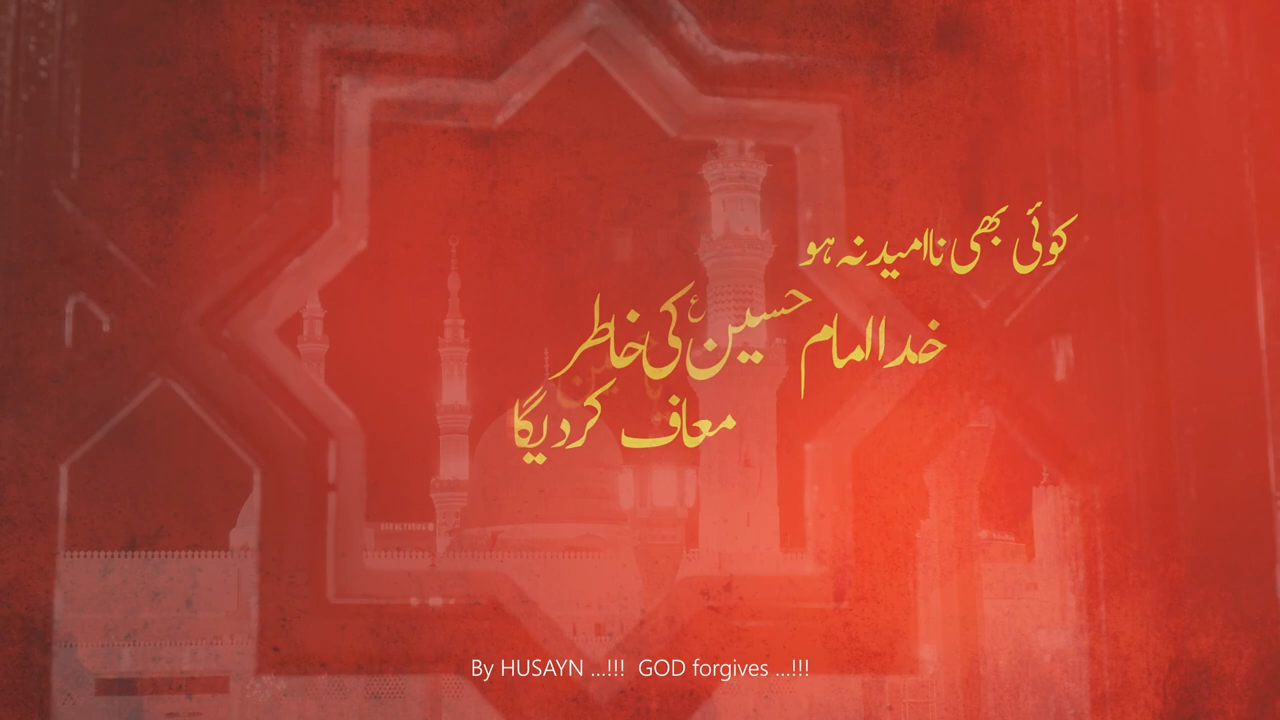 کوئی بھی ناامید نہ ہو
خدا امام حسینؑ کی خاطر
معاف کردیگا
By HUSAYN ...!!! GOD forgives ...!!!